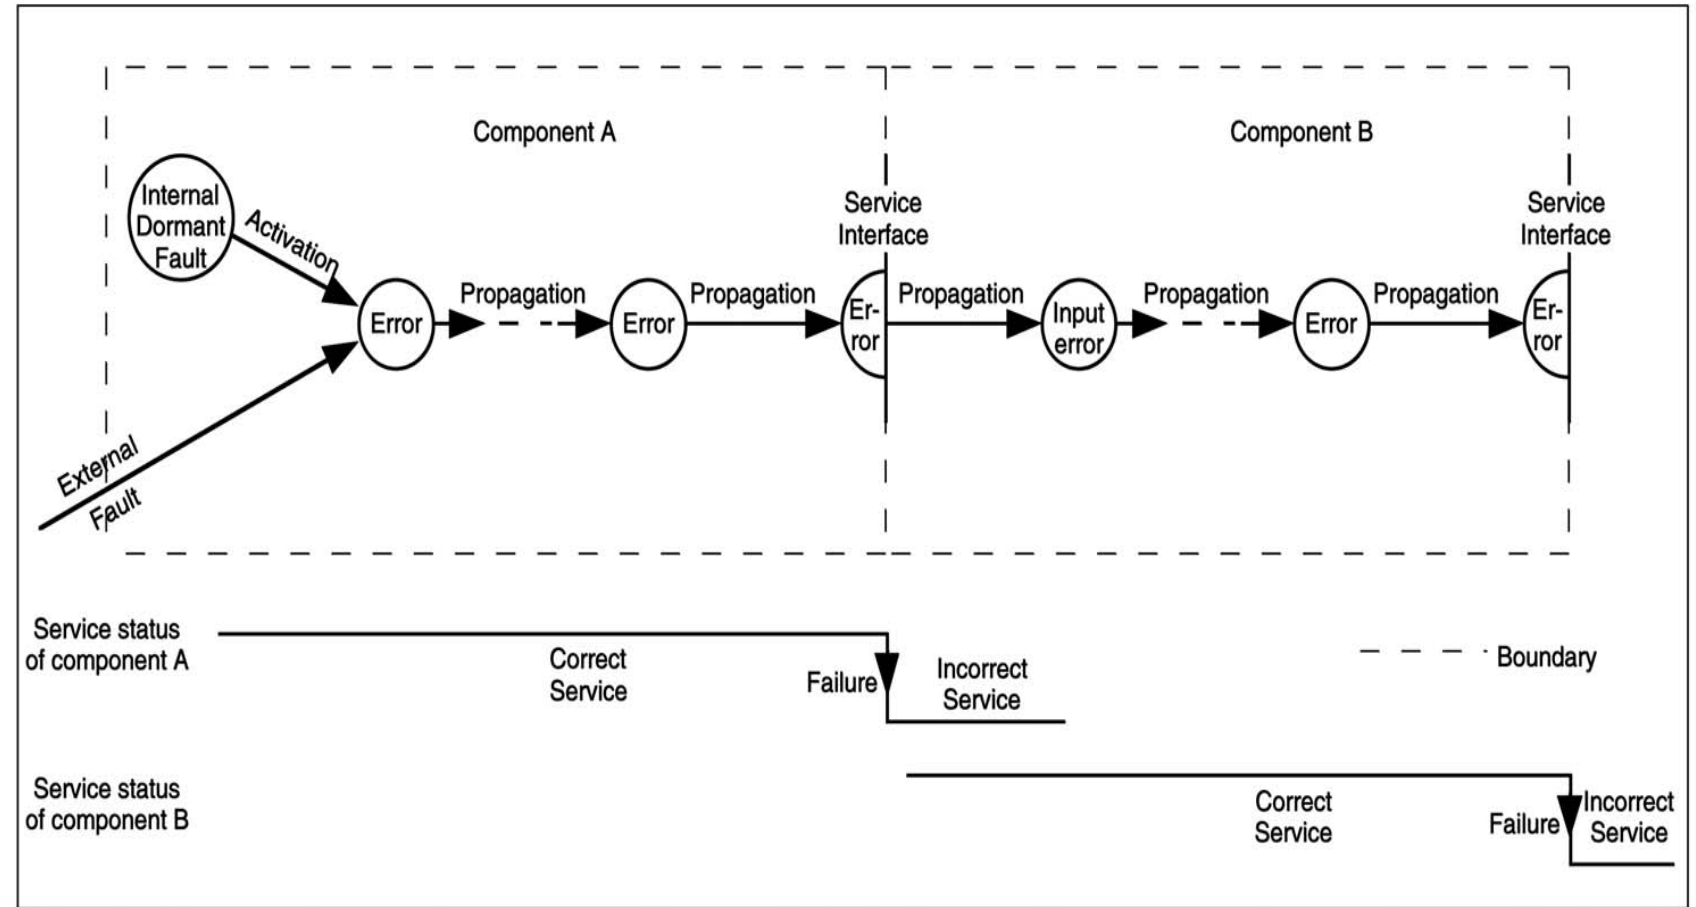 Component A
Component B
Internal
Dormant
Fault
Activation
Service
Interface
Service
Interface
Error
Propagation
Error
Propagation
Er-
ror
Propagation
Input
error
Propagation
Error
Propagation
Er-
ror
External
Fault
Service status
of component A
Correct
Service
Failure
Incorrect
Service
Boundary
Service status
of component B
Correct
Service
Failure
Incorrect
Service